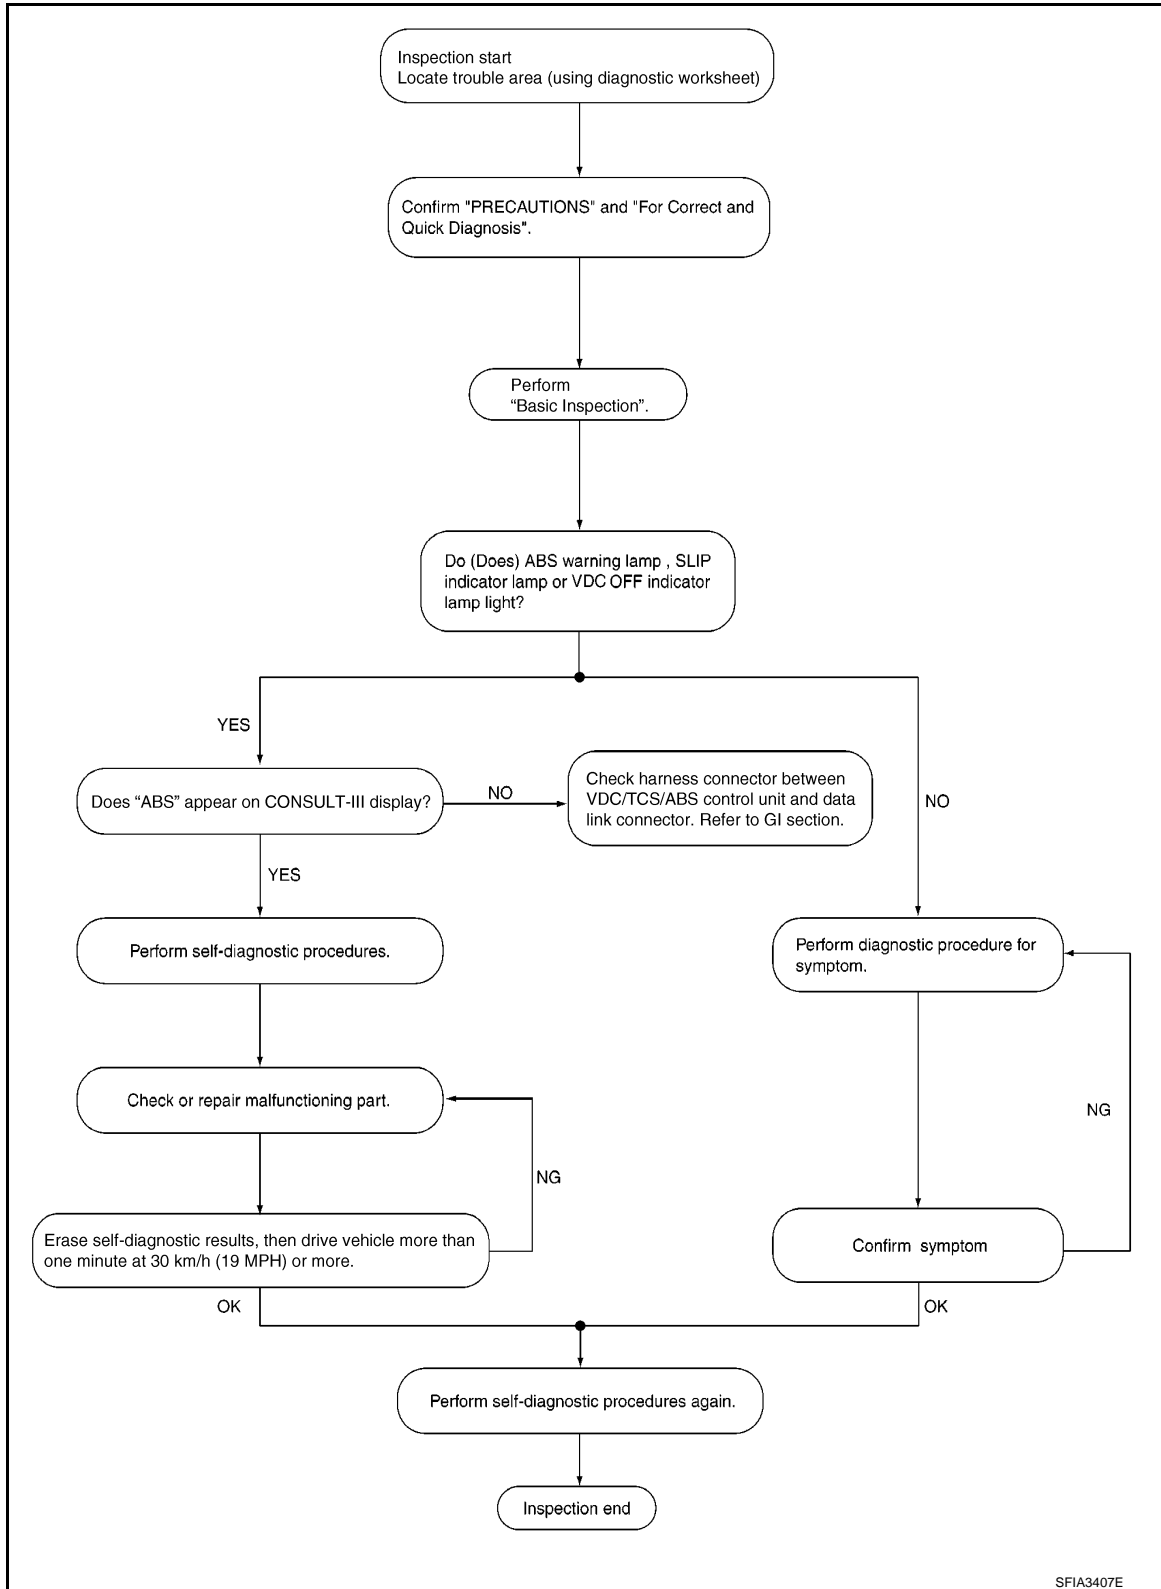 Inspection start
Locate trouble area (using diagnostic worksheet)
Confirm "PRECAUTIONS" and "For Correct and
Quick Diagnosis".
Perform
“Basic Inspection”.
Do (Does) ABS warning lamp , SLIP
indicator lamp or VDC OFF indicator
lamp light?
YES
NO
Does “ABS” appear on CONSULT-III display?
NO
Check harness connector between
VDC/TCS/ABS control unit and data
link connector. Refer to GI section.
YES
Perform self-diagnostic procedures.
Perform diagnostic procedure for
symptom.
Check or repair malfunctioning part.
NG
NG
Erase self-diagnostic results, then drive vehicle more than
one minute at 30 km/h (19 MPH) or more.
Confirm symptom
OK
OK
Perform self-diagnostic procedures again.
Inspection end
SFIA3407E